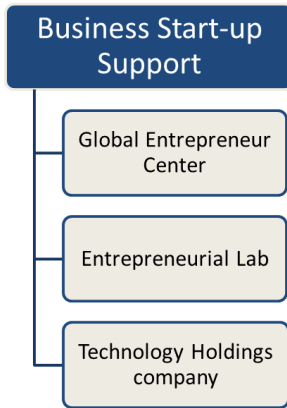 Business Start-up
Support
Global Entrepreneur
Center
Entrepreneurial Lab
Technology Holdings
company